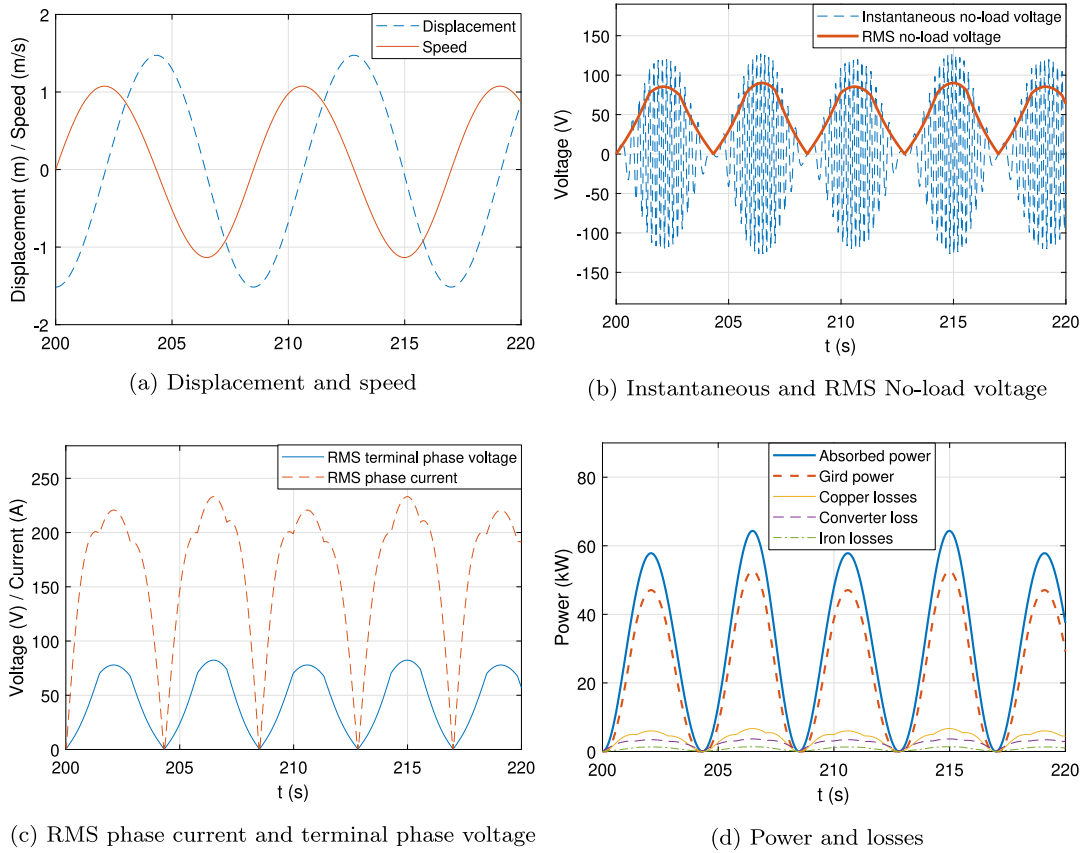 2
1
0
-1
-2
Displacement (m) / Speed (m/s)
Displacement
Speed
200
205
210
215
220
(a) Displacement and speed
150
100
50
0
-50
-100
-150
Voltage (V)
Instantaneous no-load voltage
RMS no-load voltage
200
205
210
215
220
t (s)
(b) Instantaneous and RMS No-load voltage
250
200
150
100
50
0
Voltage (V) / Current (A)
RMS terminal phase voltage
RMS phase current
200
205
210
215
220
t (s)
(c) RMS phase current and terminal phase voltage
80
60
40
20
0
Power (kW)
Absorbed power
Gird power
Copper losses
Converter loss
Iron losses
200
205
210
215
220
t (s)
(d) Power and losses